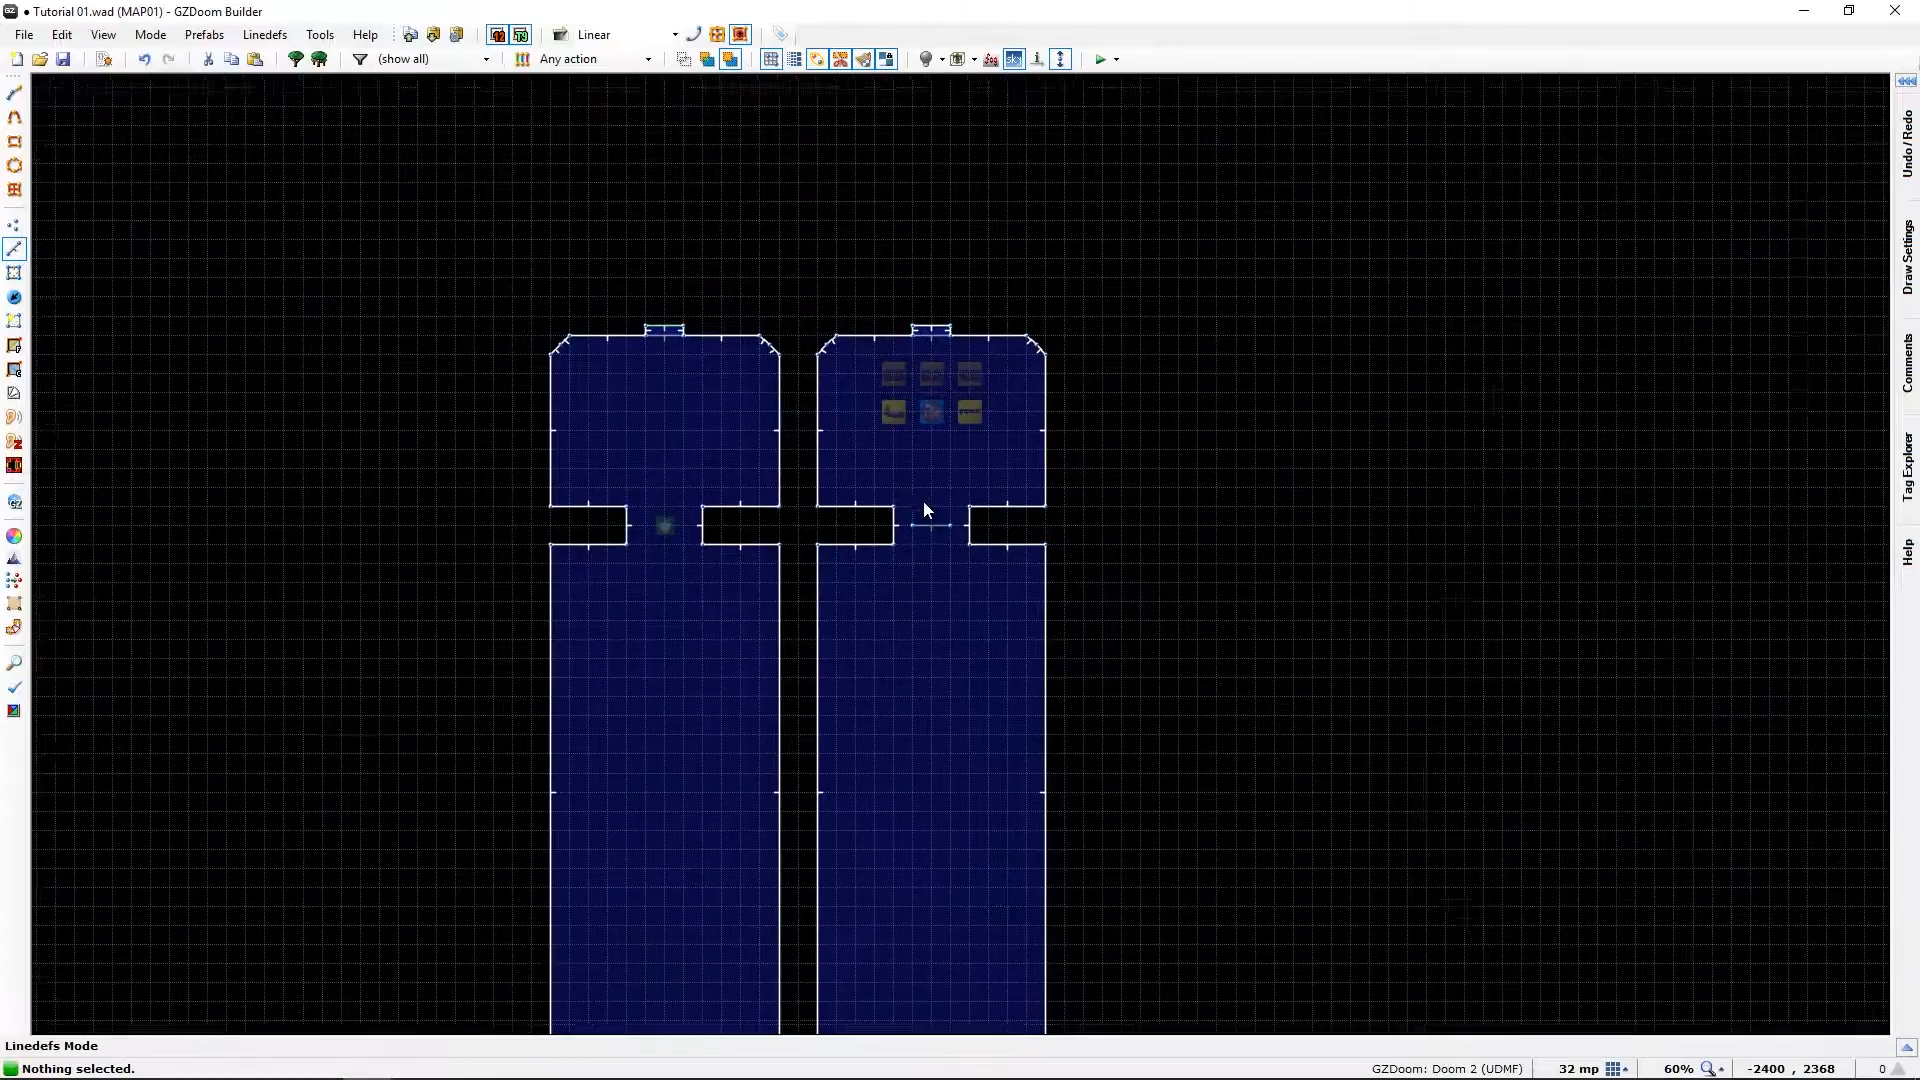 • Tutorial 01.wad (MAP01) - GZDoom Builder
File Edit View Mode Prefabs Linedefs Tools Help Linear
(show all) Any action
Undo / Redo
Draw Settings
Comments
Tag Explorer
Help
Linedefs Mode
Nothing selected. GZDoom: Doom 2 (UDMF) 32 mp 60% -2400 , 2368 0